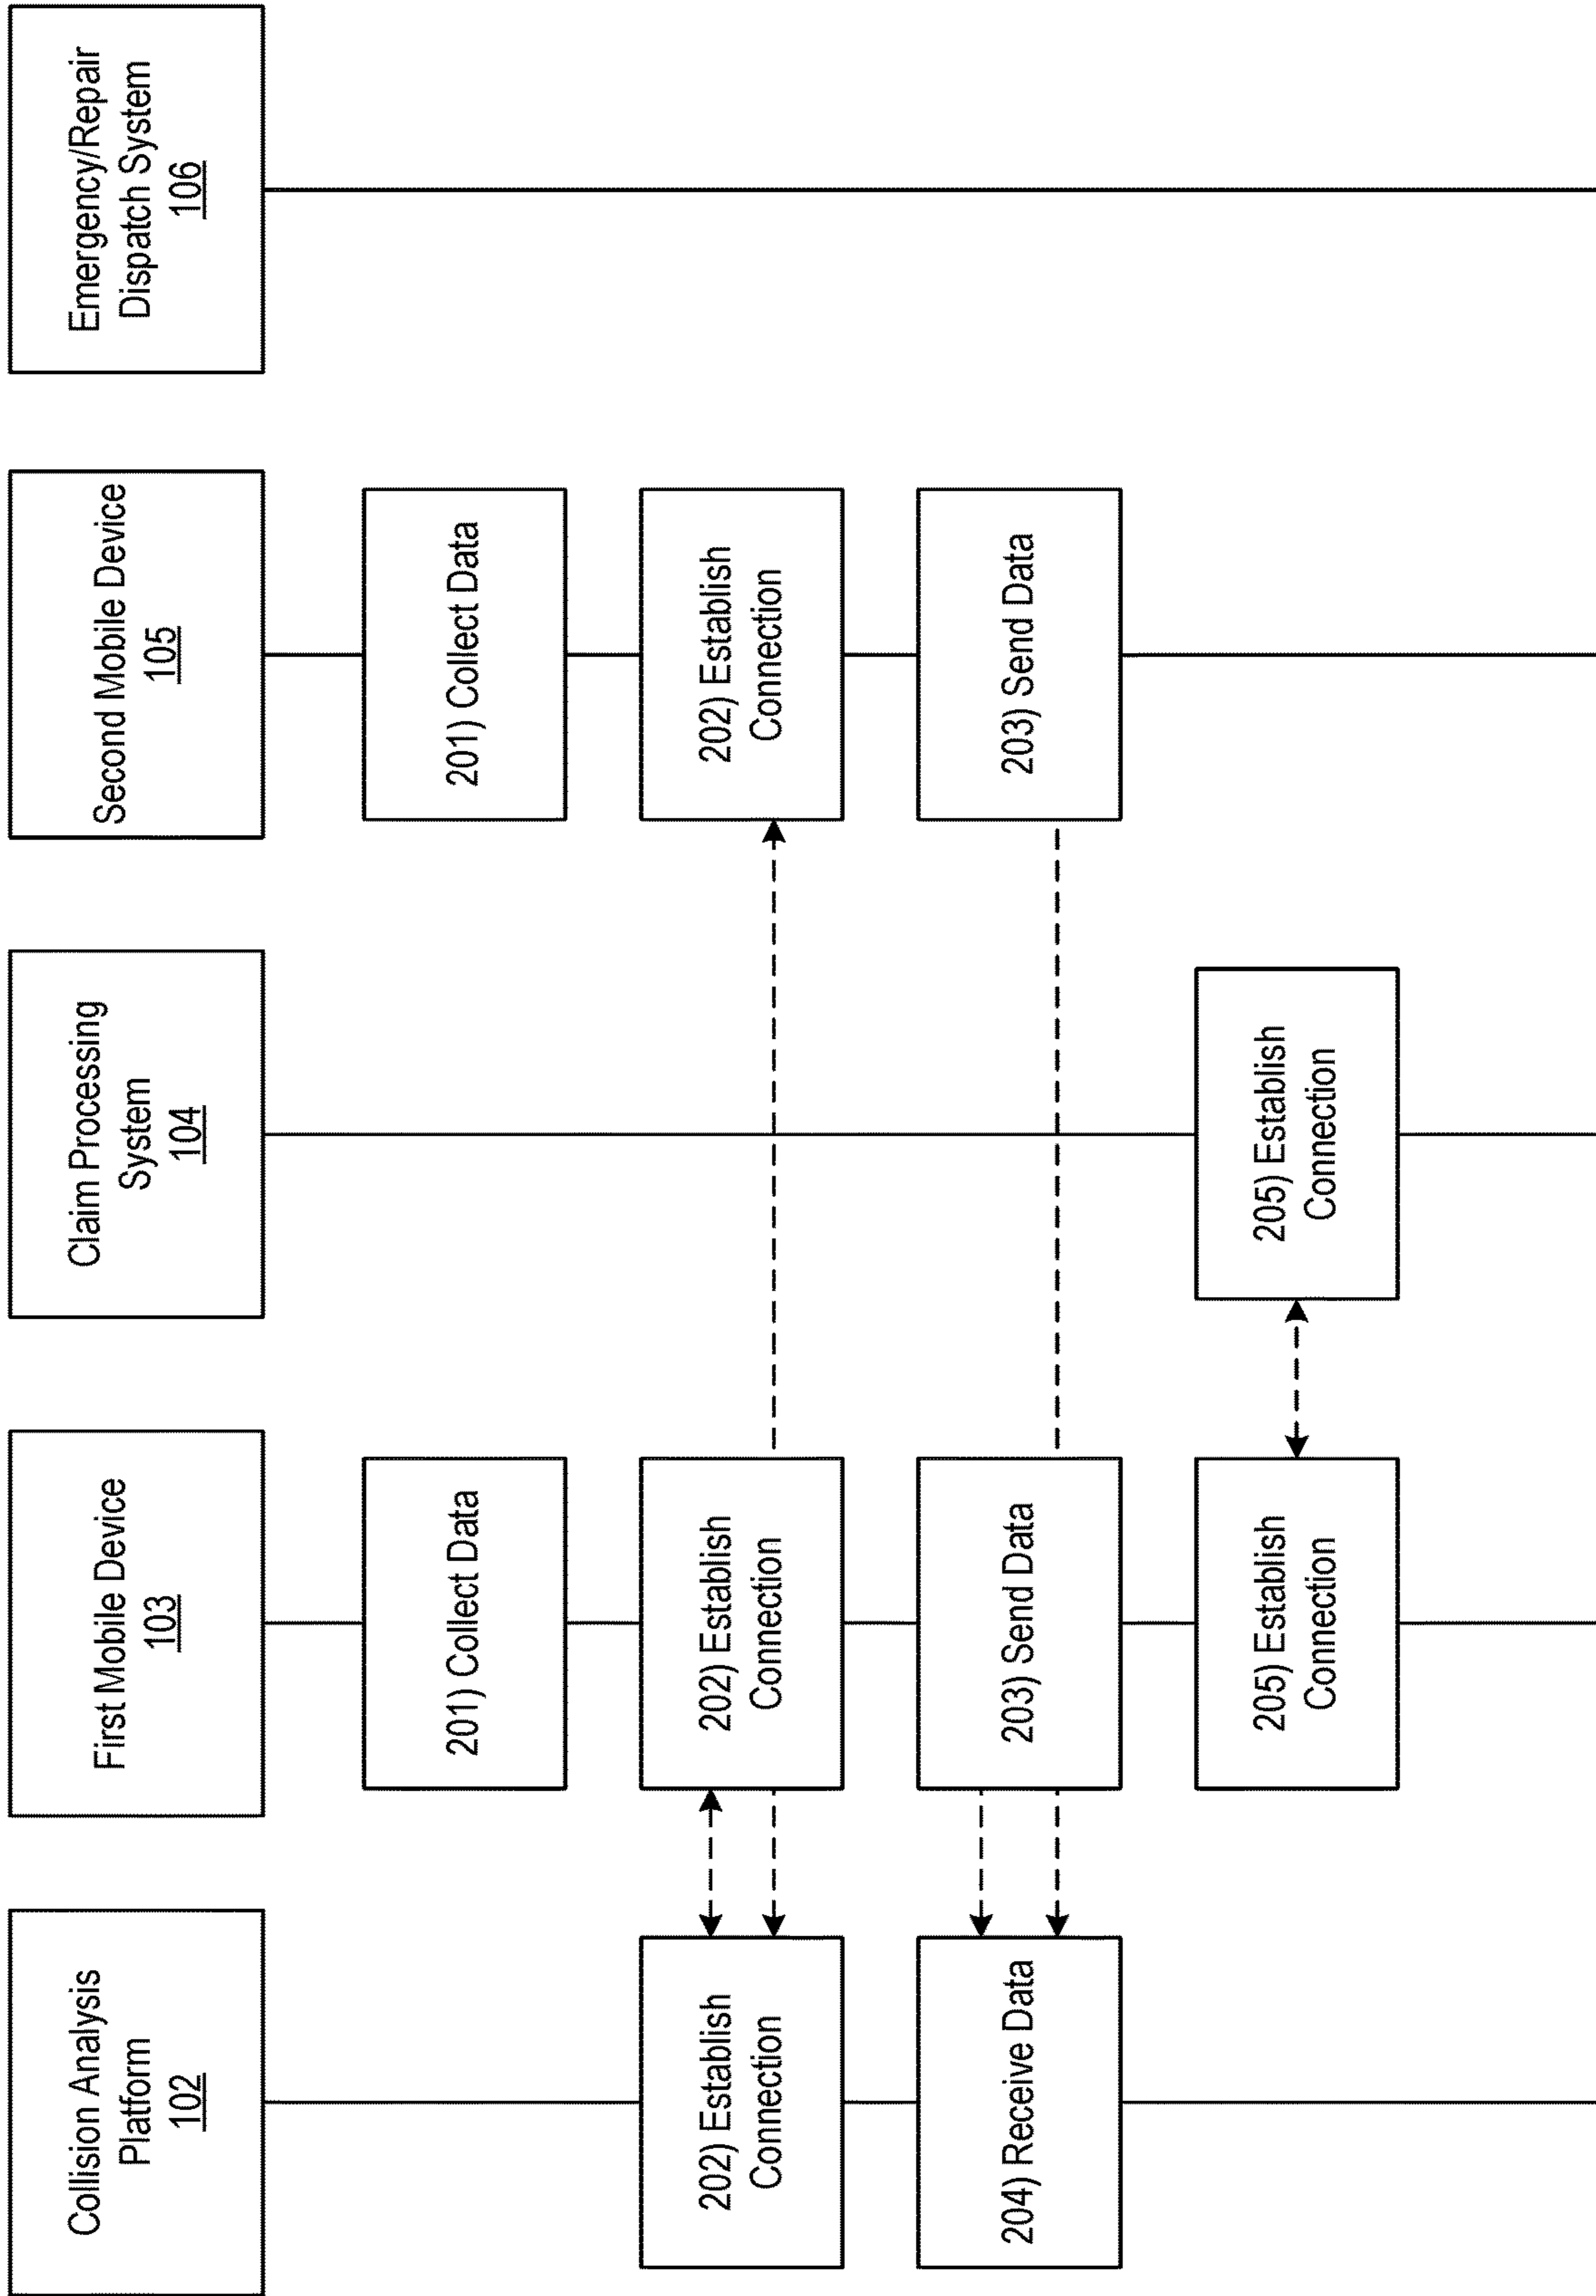 Collision Analysis
Platform
102
First Mobile Device
103
Claim Processing
System
104
Second Mobile Device
105
Emergency/Repair
Dispatch System
106
201) Collect Data
201) Collect Data
202) Establish
Connection
202) Establish
Connection
202) Establish
Connection
204) Receive Data
203) Send Data
203) Send Data
205) Establish
Connection
205) Establish
Connection